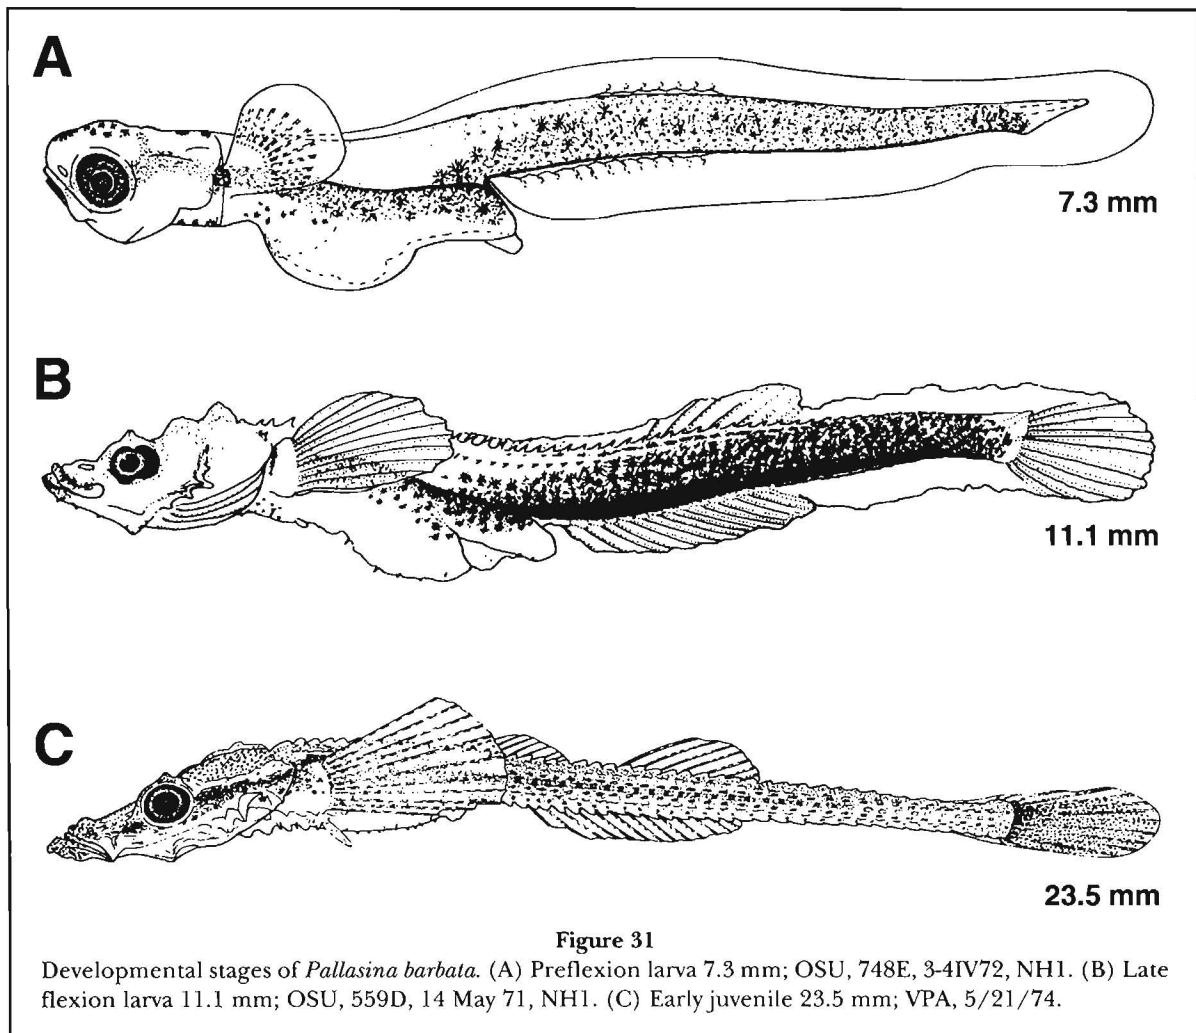 A
7.3 mm
B
11.1 mm
C
23.5 mm
Figure 31
Developmental stages of Pallasina barbata. (A) Preflexion larva 7.3 mm; OSU, 748E, 3-4IV72, NH1. (B) Late
flexion larva 11.1 mm; OSU, 559D, 14 May 71, NH1. (C) Early juvenile 23.5 mm; VPA, 5/21/74.